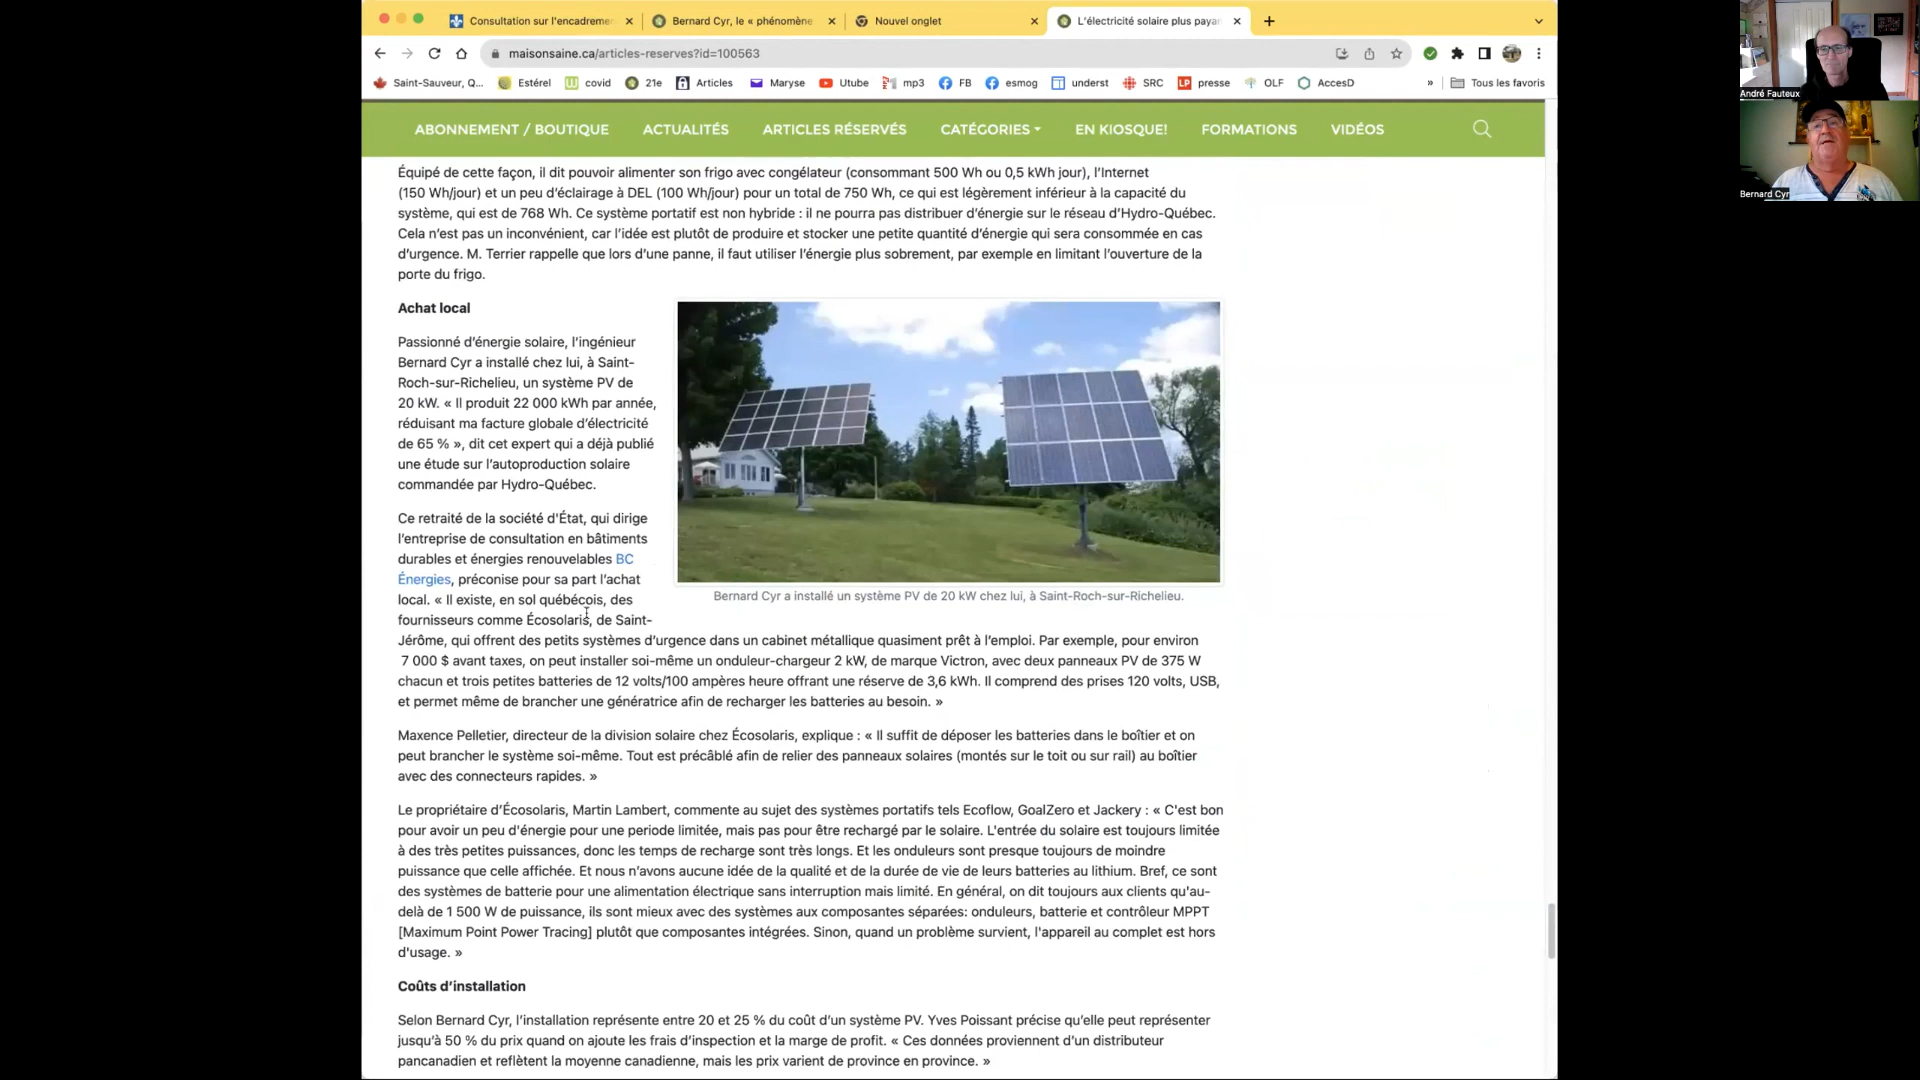 Consultation sur l'encadreme
Bernard Cyr, le « phénomène
Nouvel onglet
L'électricité solaire plus paya
maisonsaine.ca/articles-reserves?id=100563
Saint-Sauveur, Q...
Estérel
covid
21e
Articles
Maryse
Utube
mp3
FB
esmog
underst
SRC
presse
OLF
AccesD
»
Tous les favoris
ABONNEMENT / BOUTIQUE
ACTUALITÉS
ARTICLES RÉSERVÉS
CATÉGORIES
EN KIOSQUE!
FORMATIONS
VIDÉOS
Équipé de cette façon, il dit pouvoir alimenter son frigo avec congélateur (consommant 500 Wh ou 0,5 kWh jour), l'Internet
(150 Wh/jour) et un peu d'éclairage à DEL (100 Wh/jour) pour un total de 750 Wh, ce qui est légèrement inférieur à la capacité du
système, qui est de 768 Wh. Ce système portatif est non hybride : il ne pourra pas distribuer d'énergie sur le réseau d'Hydro-Québec.
Cela n'est pas un inconvénient, car l'idée est plutôt de produire et stocker une petite quantité d'énergie qui sera consommée en cas
d'urgence. M. Terrier rappelle que lors d'une panne, il faut utiliser l'énergie plus sobrement, par exemple en limitant l'ouverture de la
porte du frigo.
Achat local
Passionné d'énergie solaire, l'ingénieur
Bernard Cyr a installé chez lui, à Saint-
Roch-sur-Richelieu, un système PV de
20 kW. « Il produit 22 000 kWh par année,
réduisant ma facture globale d'électricité
de 65 % », dit cet expert qui a déjà publié
une étude sur l'autoproduction solaire
commandée par Hydro-Québec.
Ce retraité de la société d'État, qui dirige
l'entreprise de consultation en bâtiments
durables et énergies renouvelables BC
Énergies, préconise pour sa part l'achat
local. « Il existe, en sol québécois, des
fournisseurs comme Écosolaris, de Saint-
Jérôme, qui offrent des petits systèmes d'urgence dans un cabinet métallique quasiment prêt à l'emploi. Par exemple, pour environ
7 000 $ avant taxes, on peut installer soi-même un onduleur-chargeur 2 kW, de marque Victron, avec deux panneaux PV de 375 W
chacun et trois petites batteries de 12 volts/100 ampères heure offrant une réserve de 3,6 kWh. Il comprend des prises 120 volts, USB,
et permet même de brancher une génératrice afin de recharger les batteries au besoin. »
Bernard Cyr a installé un système PV de 20 kW chez lui, à Saint-Roch-sur-Richelieu.
Maxence Pelletier, directeur de la division solaire chez Écosolaris, explique : « Il suffit de déposer les batteries dans le boîtier et on
peut brancher le système soi-même. Tout est précâblé afin de relier des panneaux solaires (montés sur le toit ou sur rail) au boîtier
avec des connecteurs rapides. »
Le propriétaire d'Écosolaris, Martin Lambert, commente au sujet des systèmes portatifs tels Ecoflow, GoalZero et Jackery : « C'est bon
pour avoir un peu d'énergie pour une periode limitée, mais pas pour être rechargé par le solaire. L'entrée du solaire est toujours limitée
à des très petites puissances, donc les temps de recharge sont très longs. Et les onduleurs sont presque toujours de moindre
puissance que celle affichée. Et nous n'avons aucune idée de la qualité et de la durée de vie de leurs batteries au lithium. Bref, ce sont
des systèmes de batterie pour une alimentation électrique sans interruption mais limité. En général, on dit toujours aux clients qu'au-
delà de 1 500 W de puissance, ils sont mieux avec des systèmes aux composantes séparées: onduleurs, batterie et contrôleur MPPT
[Maximum Point Power Tracing] plutôt que composantes intégrées. Sinon, quand un problème survient, l'appareil au complet est hors
d'usage. »
Coûts d'installation
Selon Bernard Cyr, l'installation représente entre 20 et 25 % du coût d'un système PV. Yves Poissant précise qu'elle peut représenter
jusqu'à 50 % du prix quand on ajoute les frais d'inspection et la marge de profit. « Ces données proviennent d'un distributeur
pancanadien et reflètent la moyenne canadienne, mais les prix varient de province en province. »
André Fauteux
Bernard Cyr